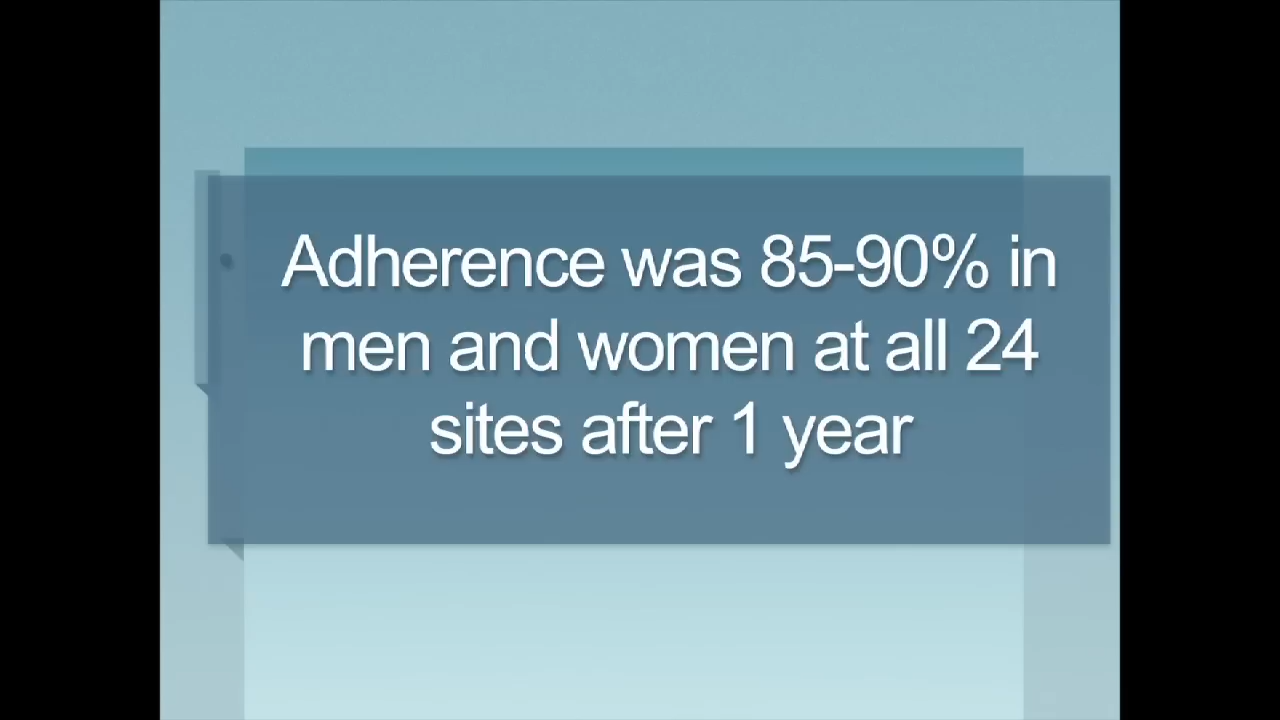 Adherence was 85-90% in
men and women at all 24
sites after 1 year